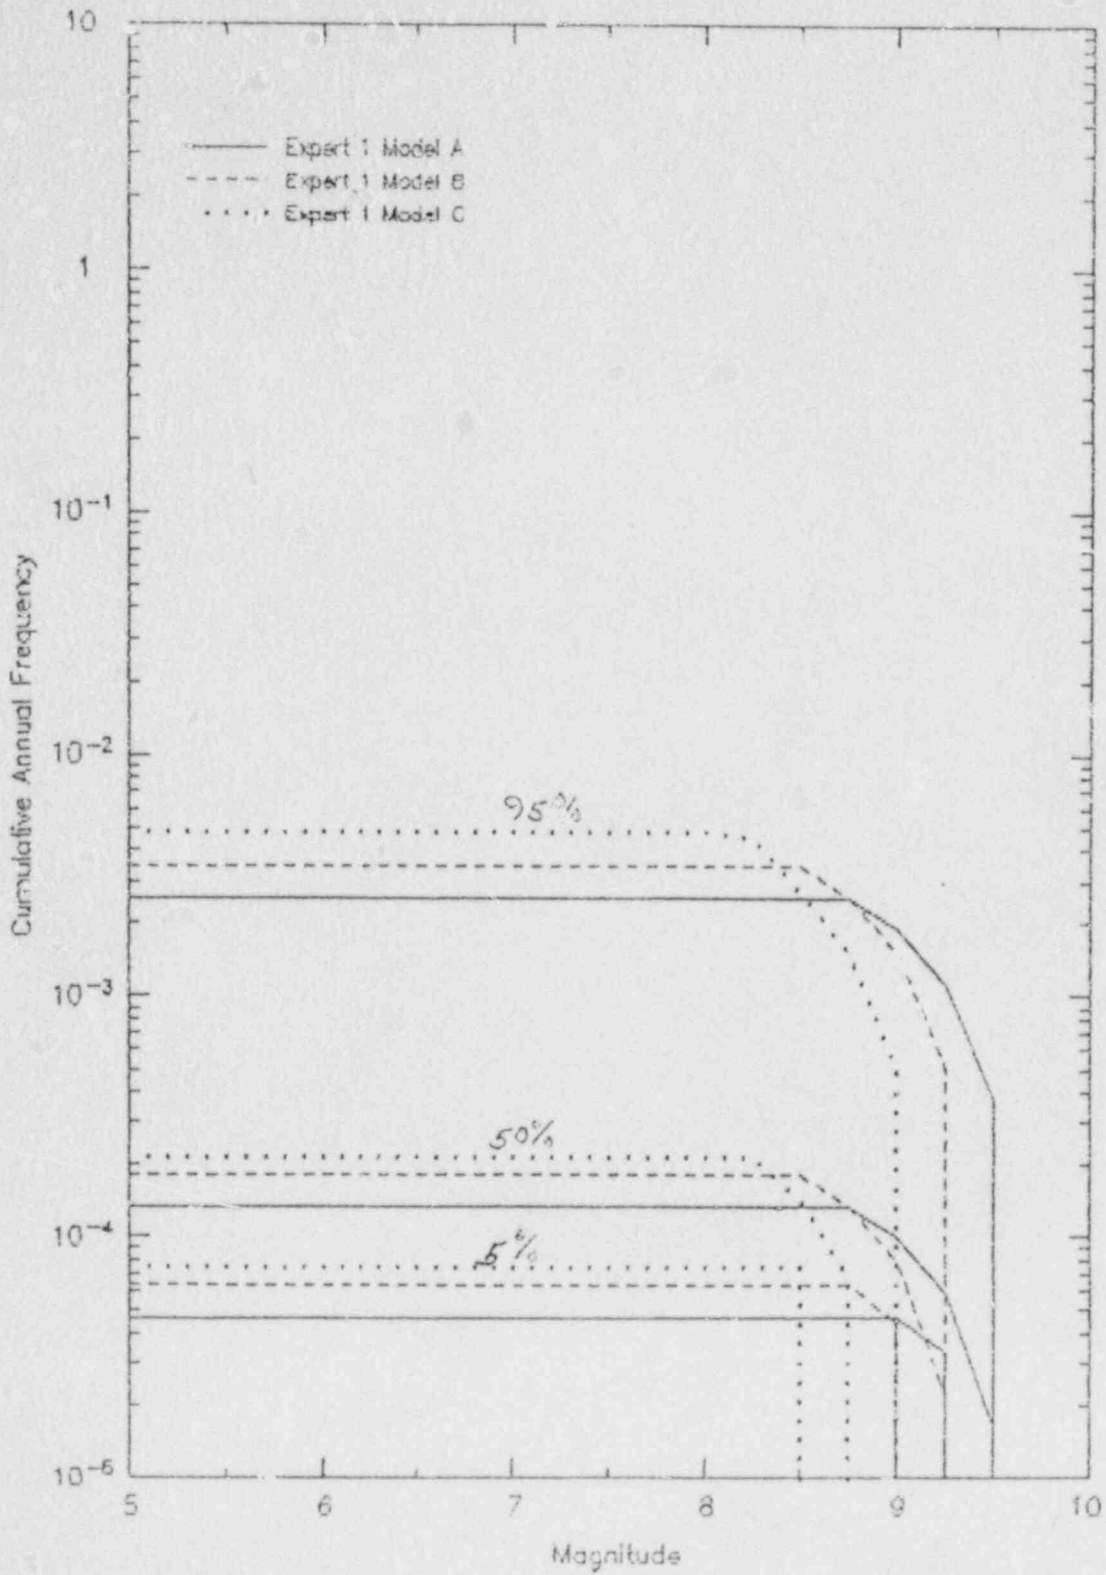 10
Expert 1 Model A
Expert 1 Model B
Expert 1 Model C
1
10⁻¹
Cumulative Annual Frequency
10⁻²
95%
10⁻³
50%
10⁻⁴
5%
10⁻⁶
5 6 7 8 9 10
Magnitude